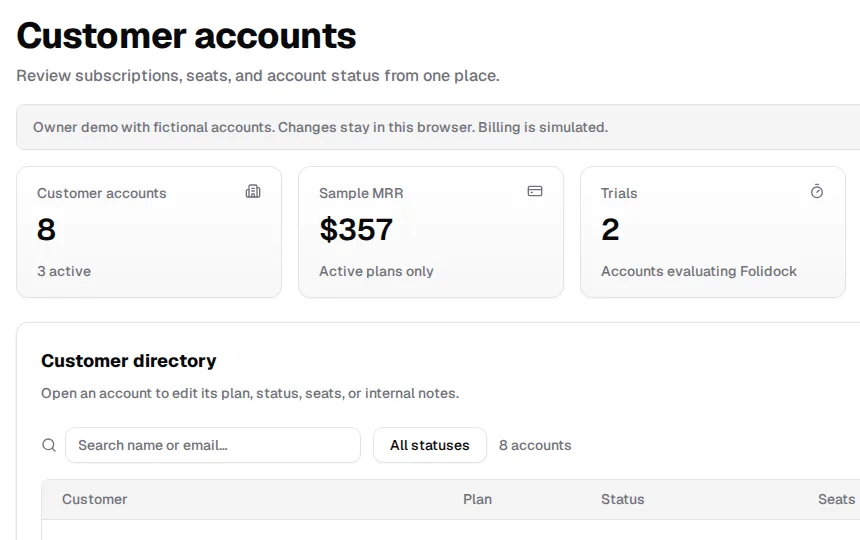 Customer accounts
Review subscriptions, seats, and account status from one place.
Owner demo with fictional accounts. Changes stay in this browser. Billing is simulated.
Customer accounts
8
3 active
Sample MRR
$357
Active plans only
Trials
2
Accounts evaluating Folidock
Customer directory
Open an account to edit its plan, status, seats, or internal notes.
Search name or email... All statuses 8 accounts
Customer Plan Status Seats